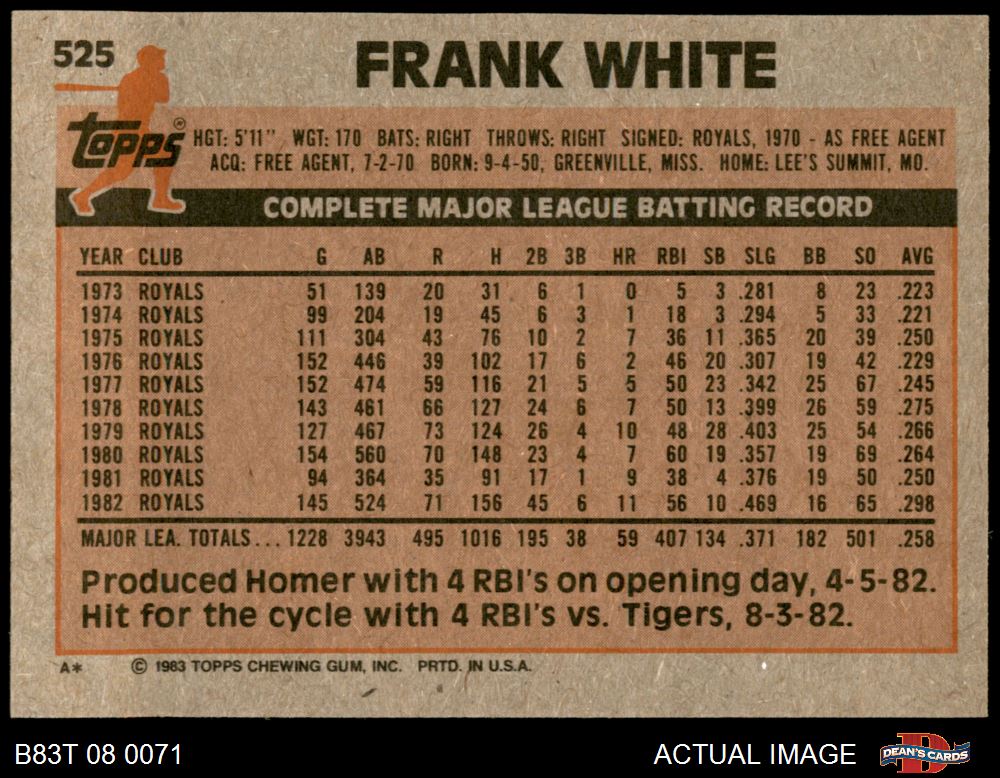 525 FRANK WHITE
topps® HGT: 5'11" WGT: 170 BATS: RIGHT THROWS: RIGHT SIGNED: ROYALS, 1970 - AS FREE AGENT
ACQ: FREE AGENT, 7-2-70 BORN: 9-4-50, GREENVILLE, MISS. HOME: LEE'S SUMMIT, MO.
COMPLETE MAJOR LEAGUE BATTING RECORD
YEAR CLUB G AB R H 2B 3B HR RBI SB SLG BB SO AVG
1973 ROYALS 51 139 20 31 6 1 0 5 3 .281 8 23 .223
1974 ROYALS 99 204 19 45 6 3 1 18 3 .294 5 33 .221
1975 ROYALS 111 304 43 76 10 2 7 36 11 .365 20 39 .250
1976 ROYALS 152 446 39 102 17 6 2 46 20 .307 19 42 .229
1977 ROYALS 152 474 59 116 21 5 5 50 23 .342 25 67 .245
1978 ROYALS 143 461 66 127 24 6 7 50 13 .399 26 59 .275
1979 ROYALS 127 467 73 124 26 4 10 48 28 .403 25 54 .266
1980 ROYALS 154 560 70 148 23 4 7 60 19 .357 19 69 .264
1981 ROYALS 94 364 35 91 17 1 9 38 4 .376 19 50 .250
1982 ROYALS 145 524 71 156 45 6 11 56 10 .469 16 65 .298
MAJOR LEA. TOTALS... 1228 3943 495 1016 195 38 59 407 134 .371 182 501 .258
Produced Homer with 4 RBI's on opening day, 4-5-82.
Hit for the cycle with 4 RBI's vs. Tigers, 8-3-82.
A* © 1983 TOPPS CHEWING GUM, INC. PRTD. IN U.S.A.
B83T 08 0071 ACTUAL IMAGE DEAN'S CARDS